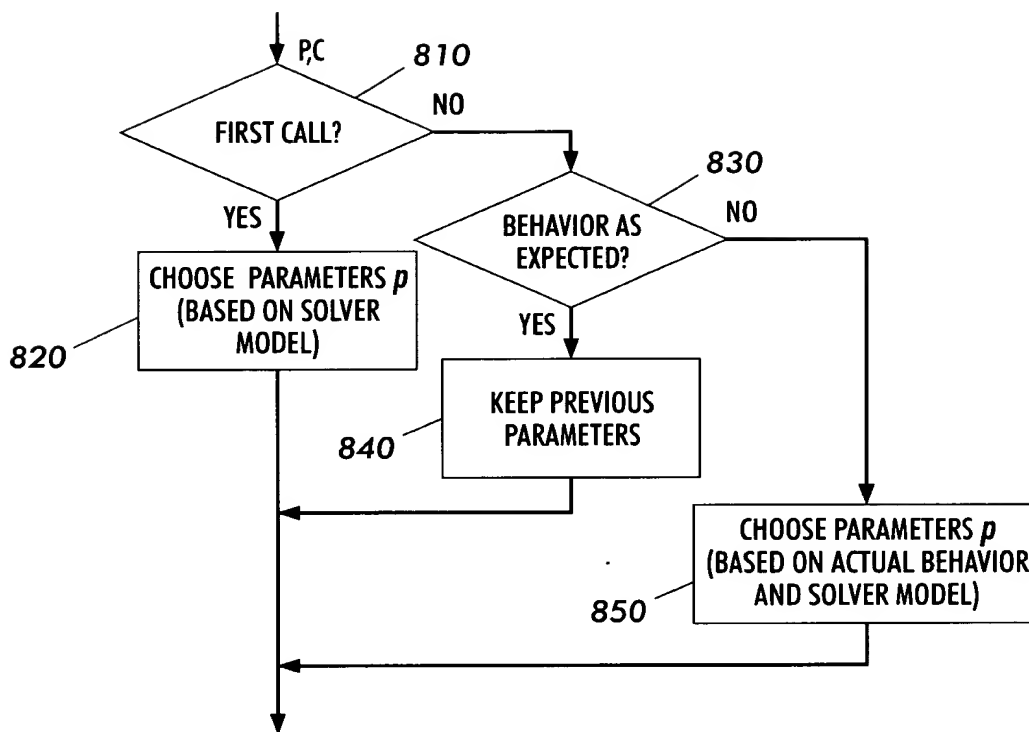 P,C
810
FIRST CALL?
NO
YES
830
BEHAVIOR AS
EXPECTED?
NO
YES
CHOOSE PARAMETERS p
(BASED ON SOLVER
MODEL)
820
KEEP PREVIOUS
PARAMETERS
840
CHOOSE PARAMETERS p
(BASED ON ACTUAL BEHAVIOR
AND SOLVER MODEL)
850